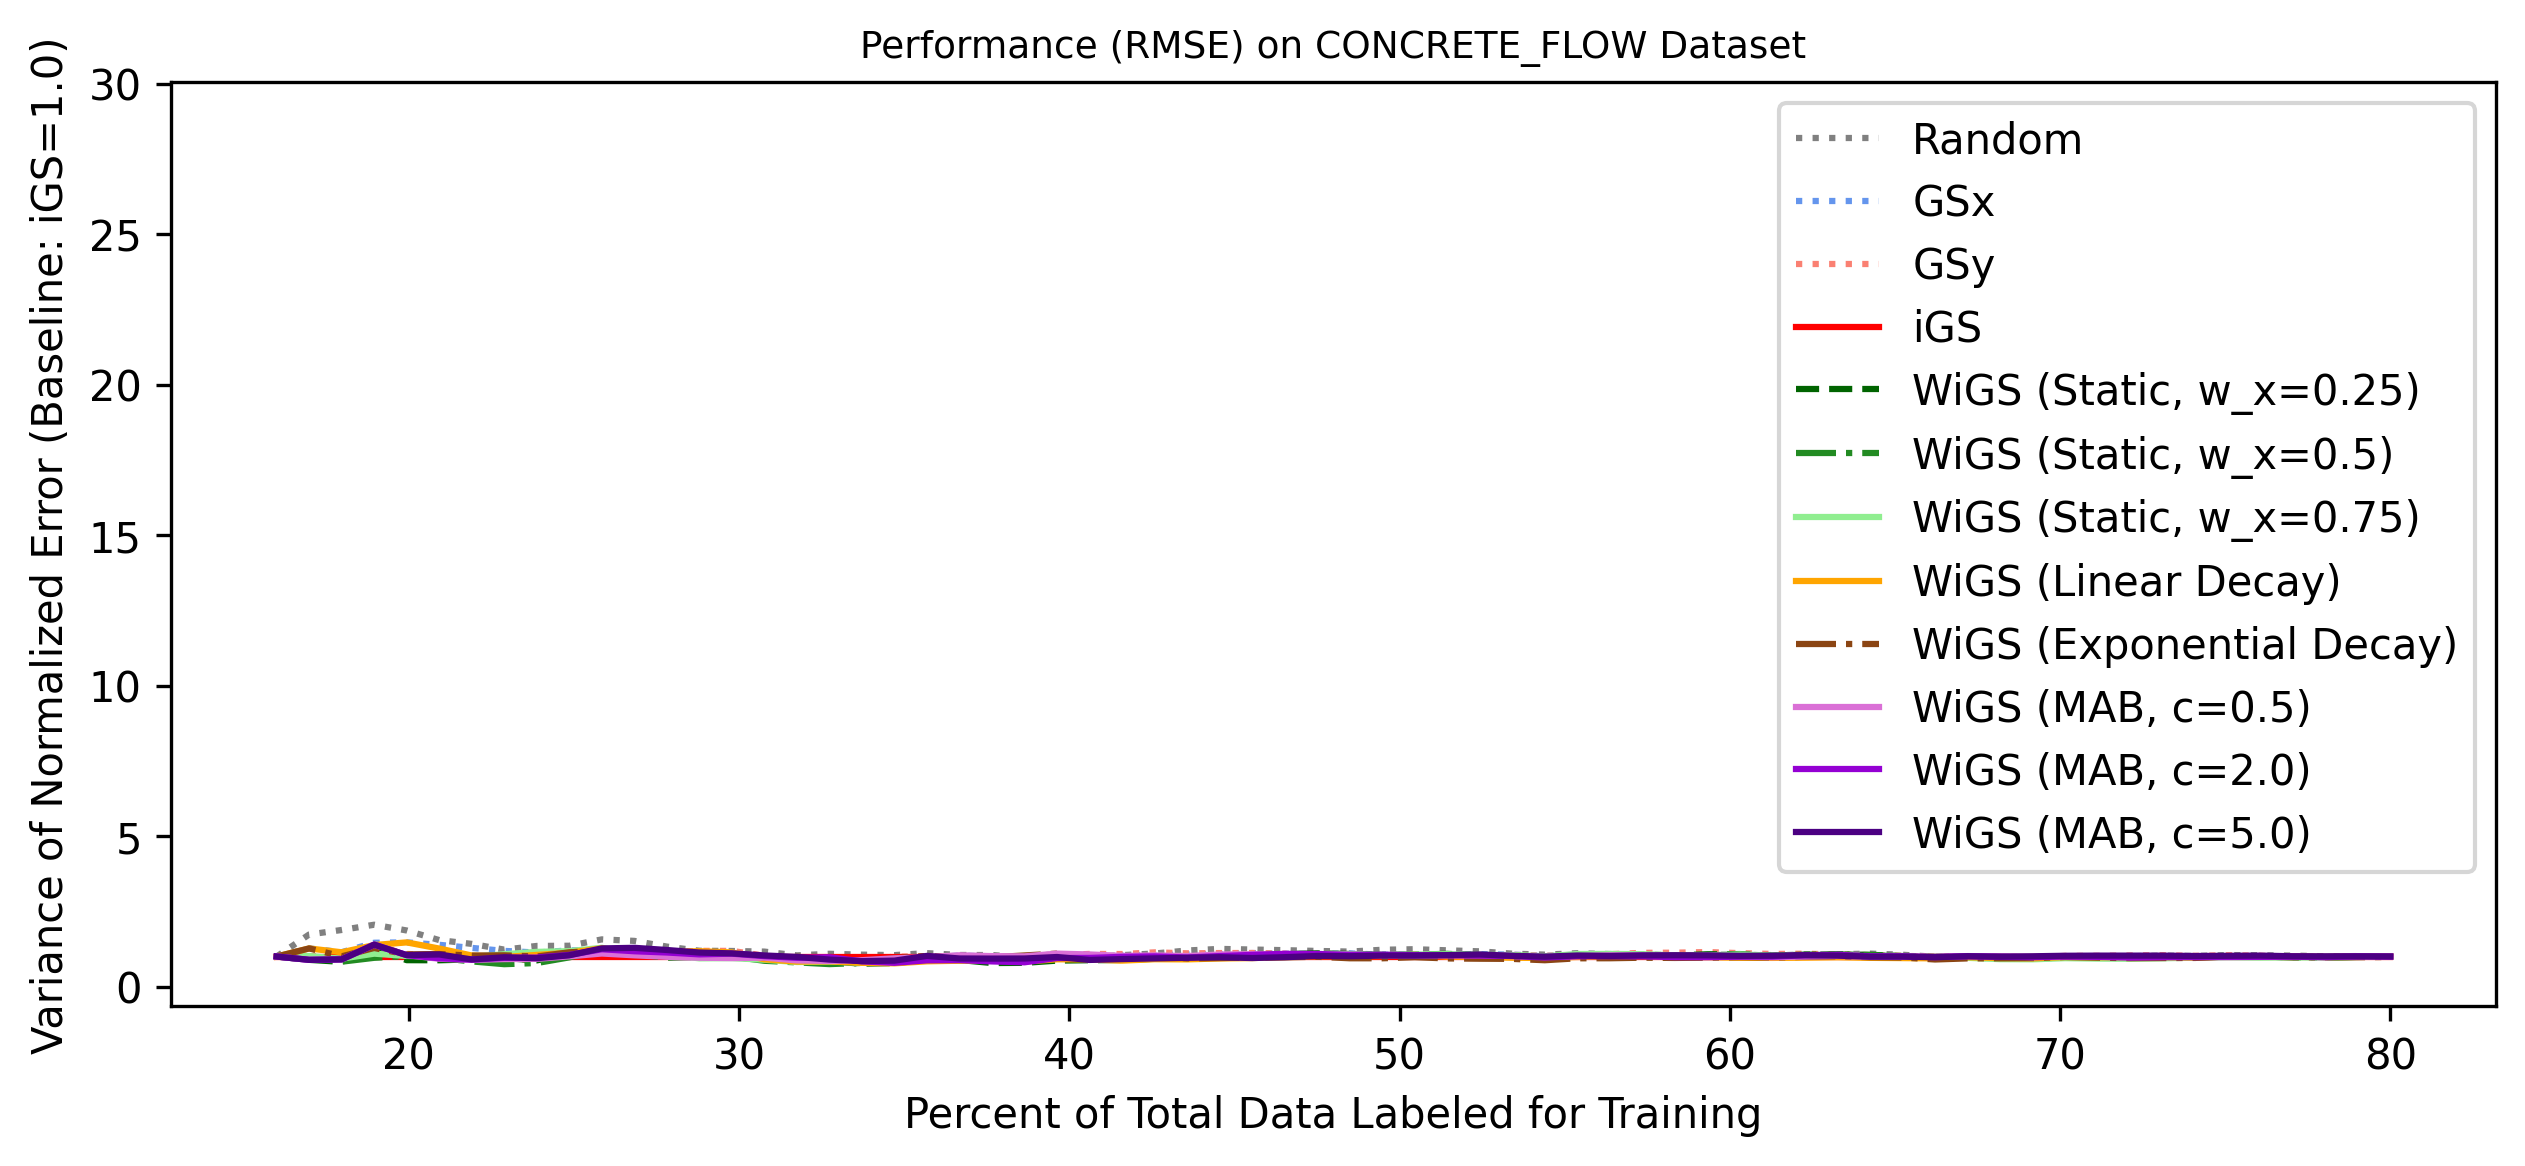 Performance (RMSE) on CONCRETE_FLOW Dataset
Variance of Normalized Error (Baseline: iGS=1.0)
30
25
20
15
10
5
0
Random
GSx
GSy
iGS
WiGS (Static, w_x=0.25)
WiGS (Static, w_x=0.5)
WiGS (Static, w_x=0.75)
WiGS (Linear Decay)
WiGS (Exponential Decay)
WiGS (MAB, c=0.5)
WiGS (MAB, c=2.0)
WiGS (MAB, c=5.0)
20 30 40 50 60 70 80
Percent of Total Data Labeled for Training